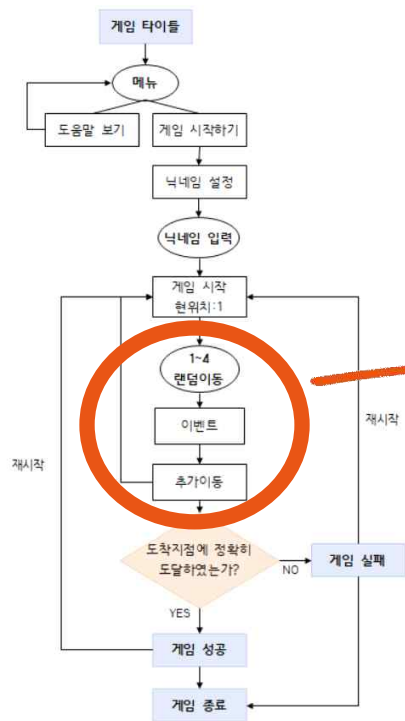 게임 타이틀
메뉴
도움말 보기
게임 시작하기
닉네임 설정
닉네임 입력
게임 시작
현위치:1
1~4
랜덤이동
이벤트
재시작
재시작
추가이동
도착지점에 정확히
도달하였는가?
NO
게임 실패
YES
게임 성공
게임 종료